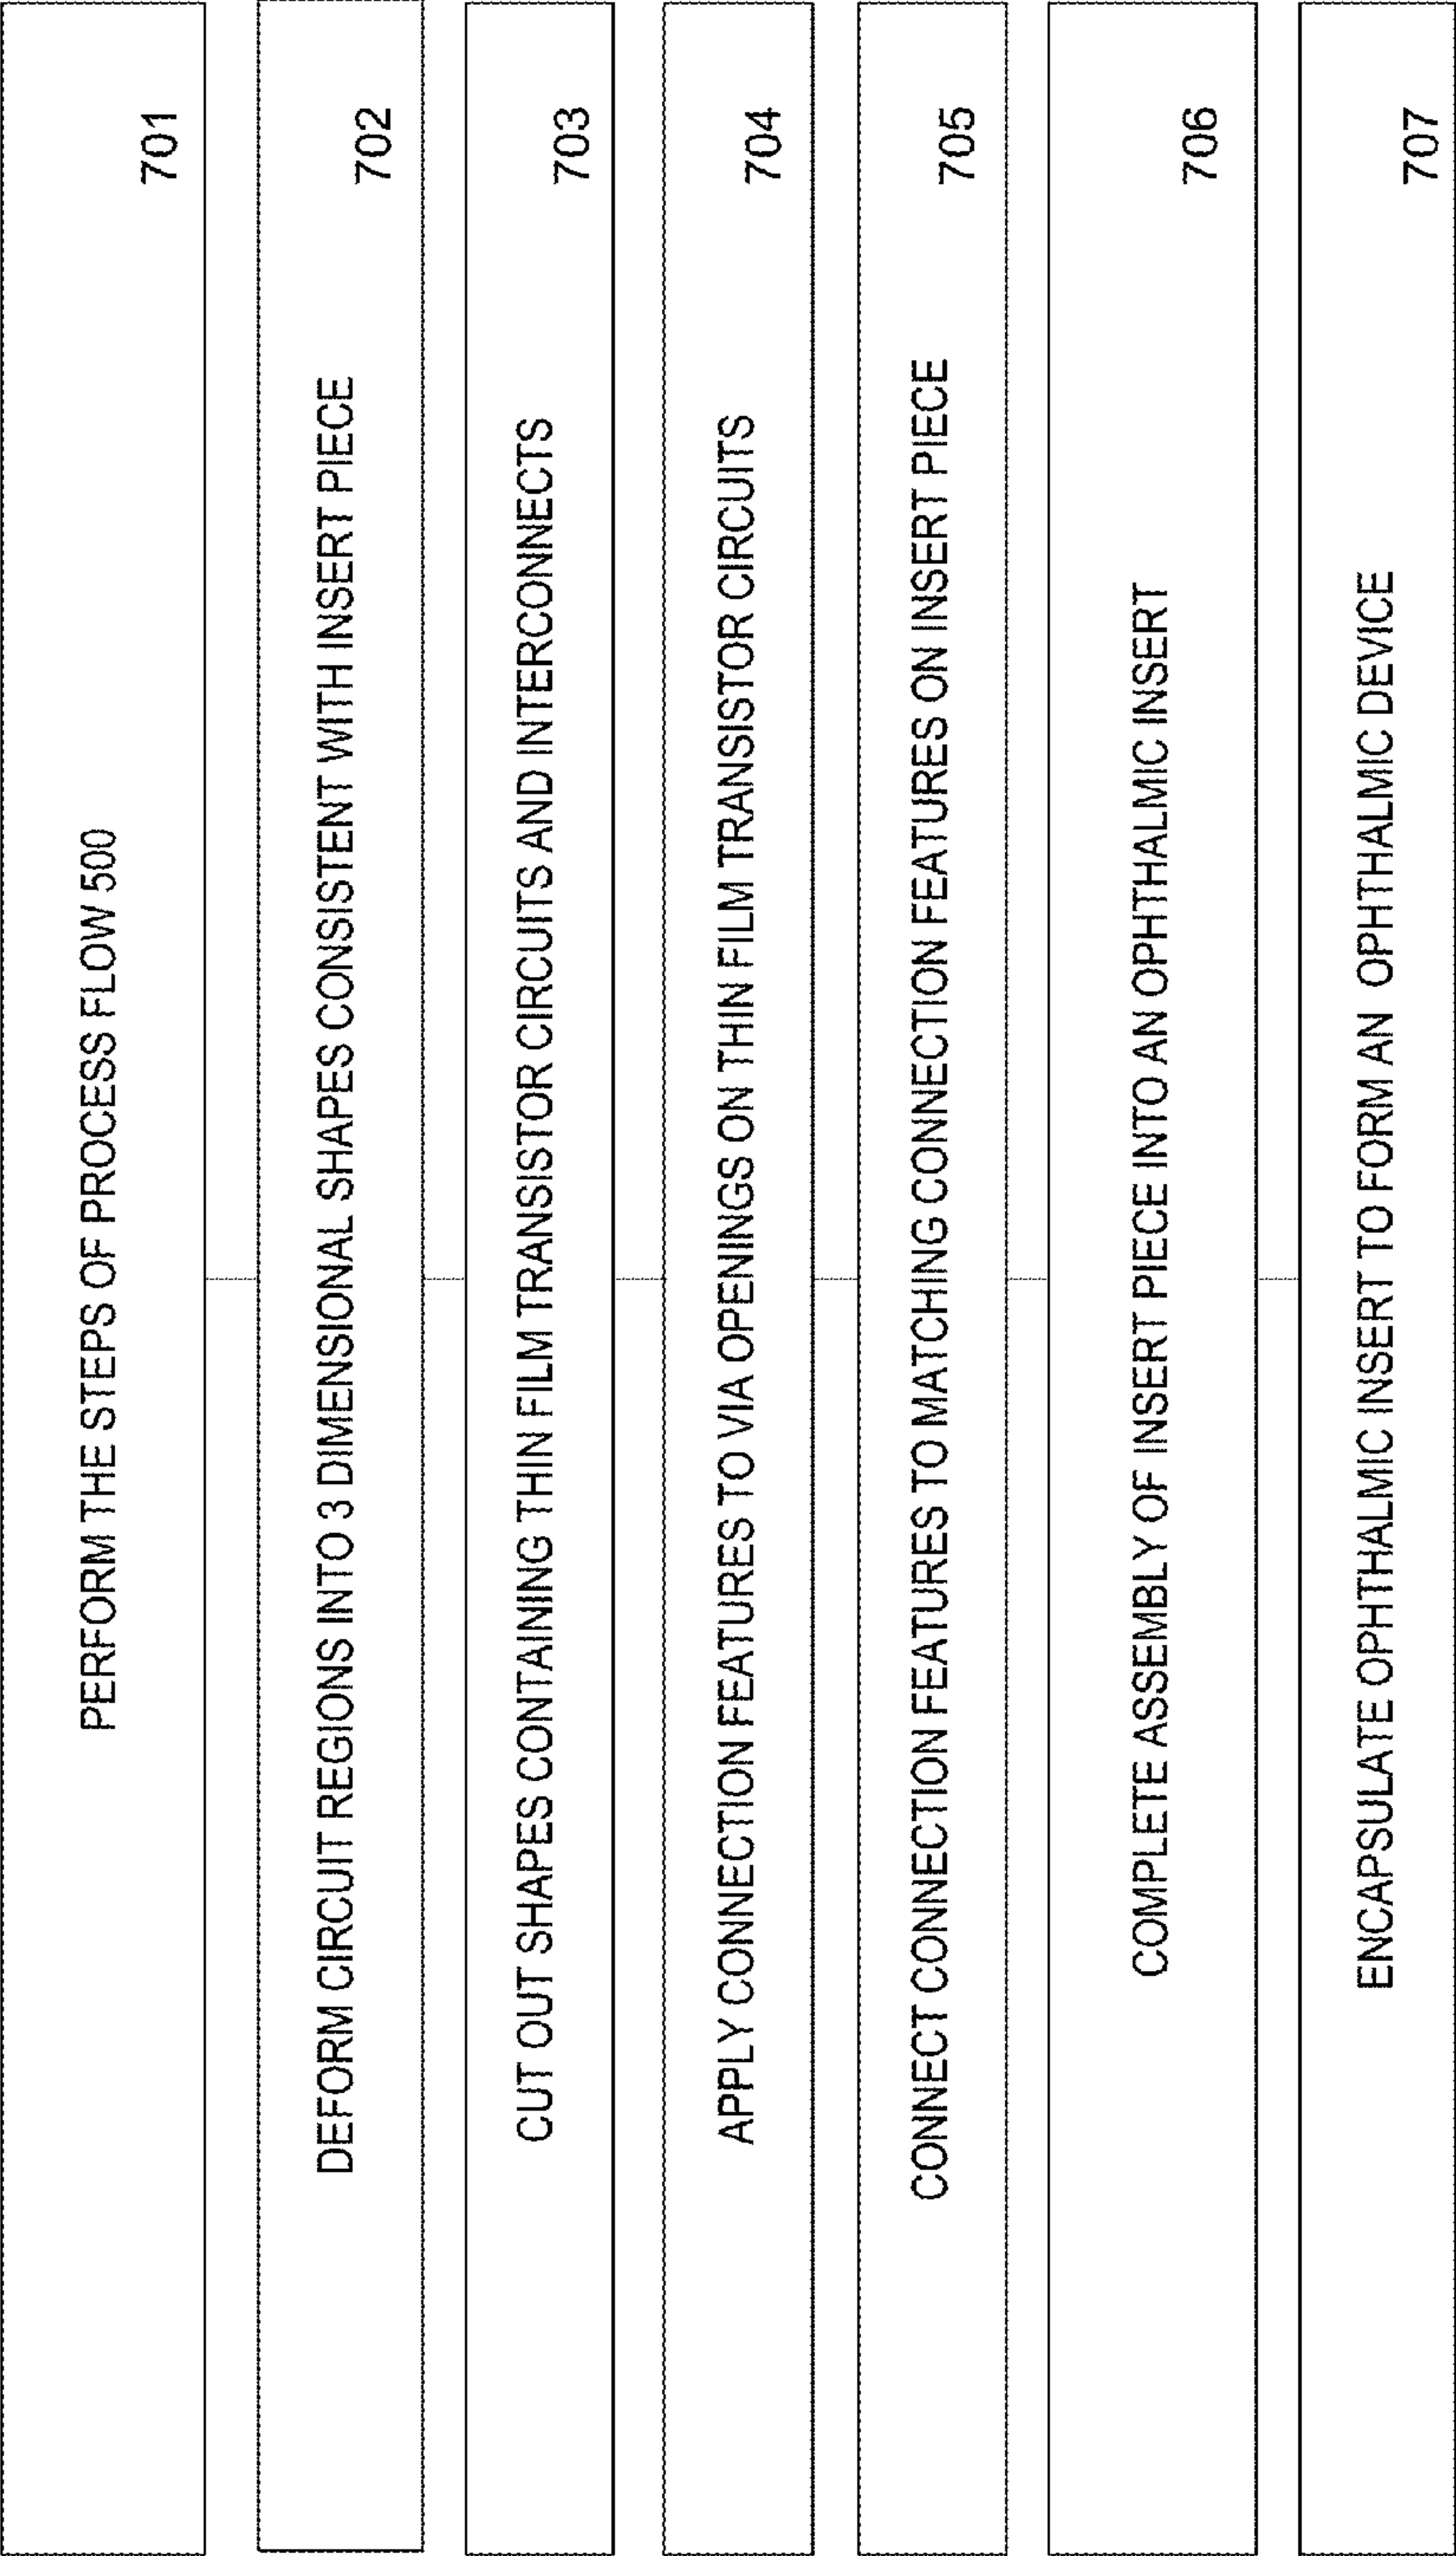 PERFORM THE STEPS OF PROCESS FLOW 500
701
DEFORM CIRCUIT REGIONS INTO 3 DIMENSIONAL SHAPES CONSISTENT WITH INSERT PIECE
702
CUT OUT SHAPES CONTAINING THIN FILM TRANSISTOR CIRCUITS AND INTERCONNECTS
703
APPLY CONNECTION FEATURES TO VIA OPENINGS ON THIN FILM TRANSISTOR CIRCUITS
704
CONNECT CONNECTION FEATURES TO MATCHING CONNECTION FEATURES ON INSERT PIECE
705
COMPLETE ASSEMBLY OF INSERT PIECE INTO AN OPHTHALMIC INSERT
706
ENCAPSULATE OPHTHALMIC INSERT TO FORM AN OPHTHALMIC DEVICE
707